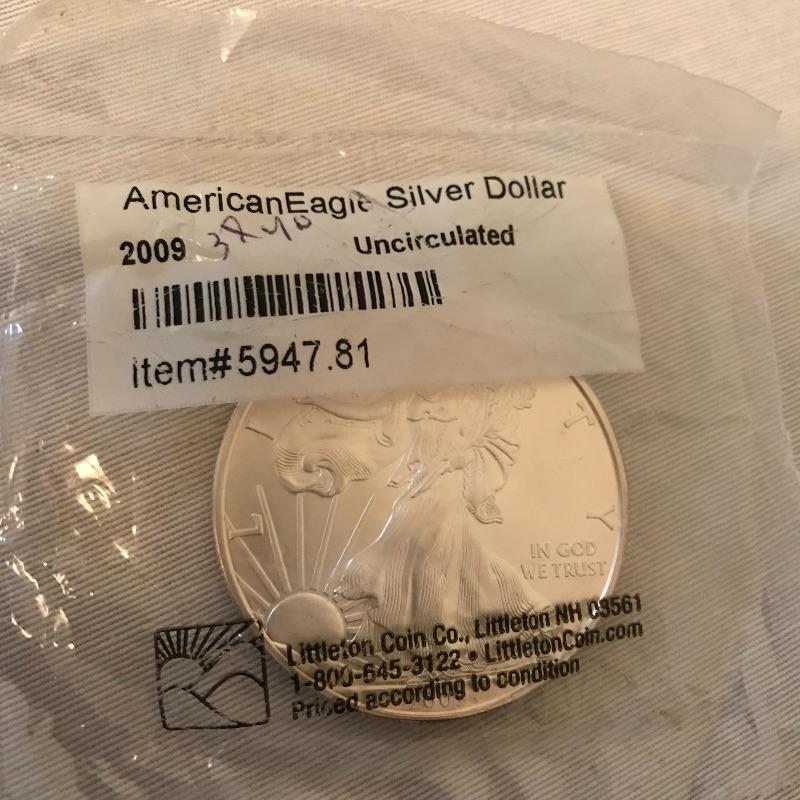 AmericanEagle Silver Dollar
2009 Uncirculated
item#5947.81
L I T Y
IN GOD
WE TRUST
Littleton Coin Co., Littleton NH 03561
1-800-645-3122 • LittletonCoin.com
Priced according to condition